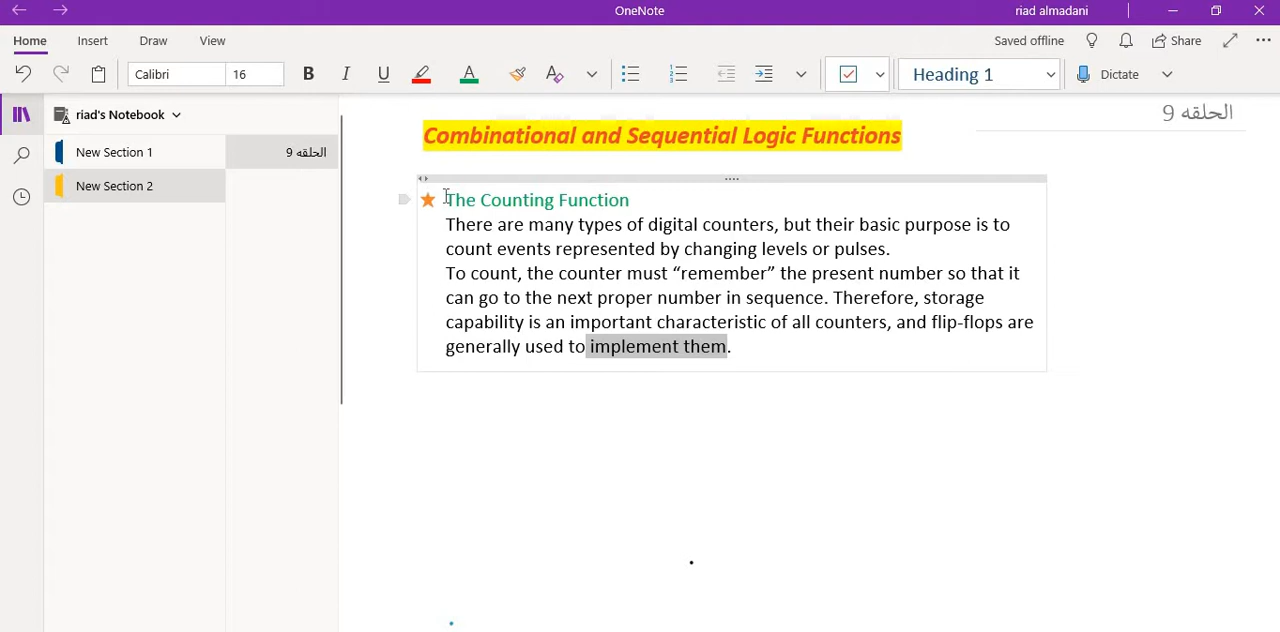 OneNote
riad almadani
Home
Insert
Draw
View
Saved offline
Share
Calibri
16
B
I
U
A
A
Heading 1
Dictate
riad's Notebook
New Section 1
New Section 2
الحلقه 9
الحلقه 9
Combinational and Sequential Logic Functions
The Counting Function
There are many types of digital counters, but their basic purpose is to
count events represented by changing levels or pulses.
To count, the counter must “remember” the present number so that it
can go to the next proper number in sequence. Therefore, storage
capability is an important characteristic of all counters, and flip-flops are
generally used to implement them.